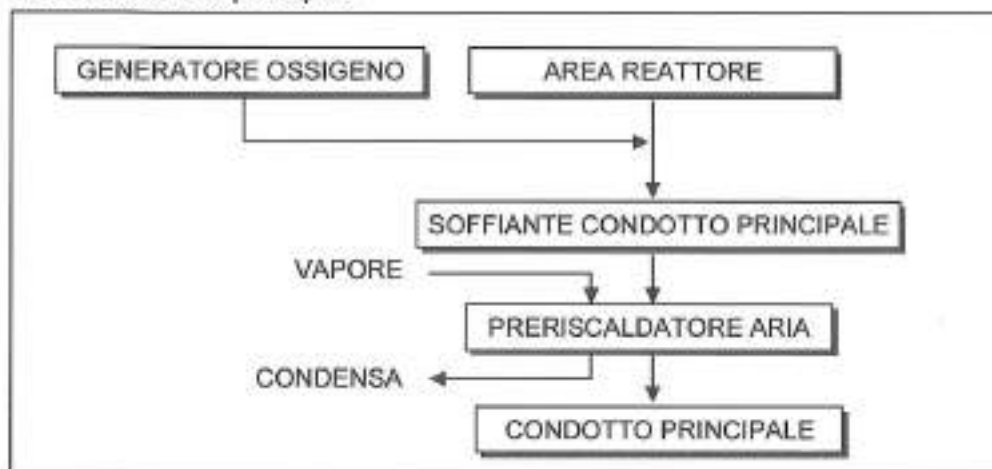 GENERATORE OSSIGENO
AREA REATTORE
SOFFIANTE CONDOTTO PRINCIPALE
VAPORE
PRERISCALDATORE ARIA
CONDENSA
CONDOTTO PRINCIPALE